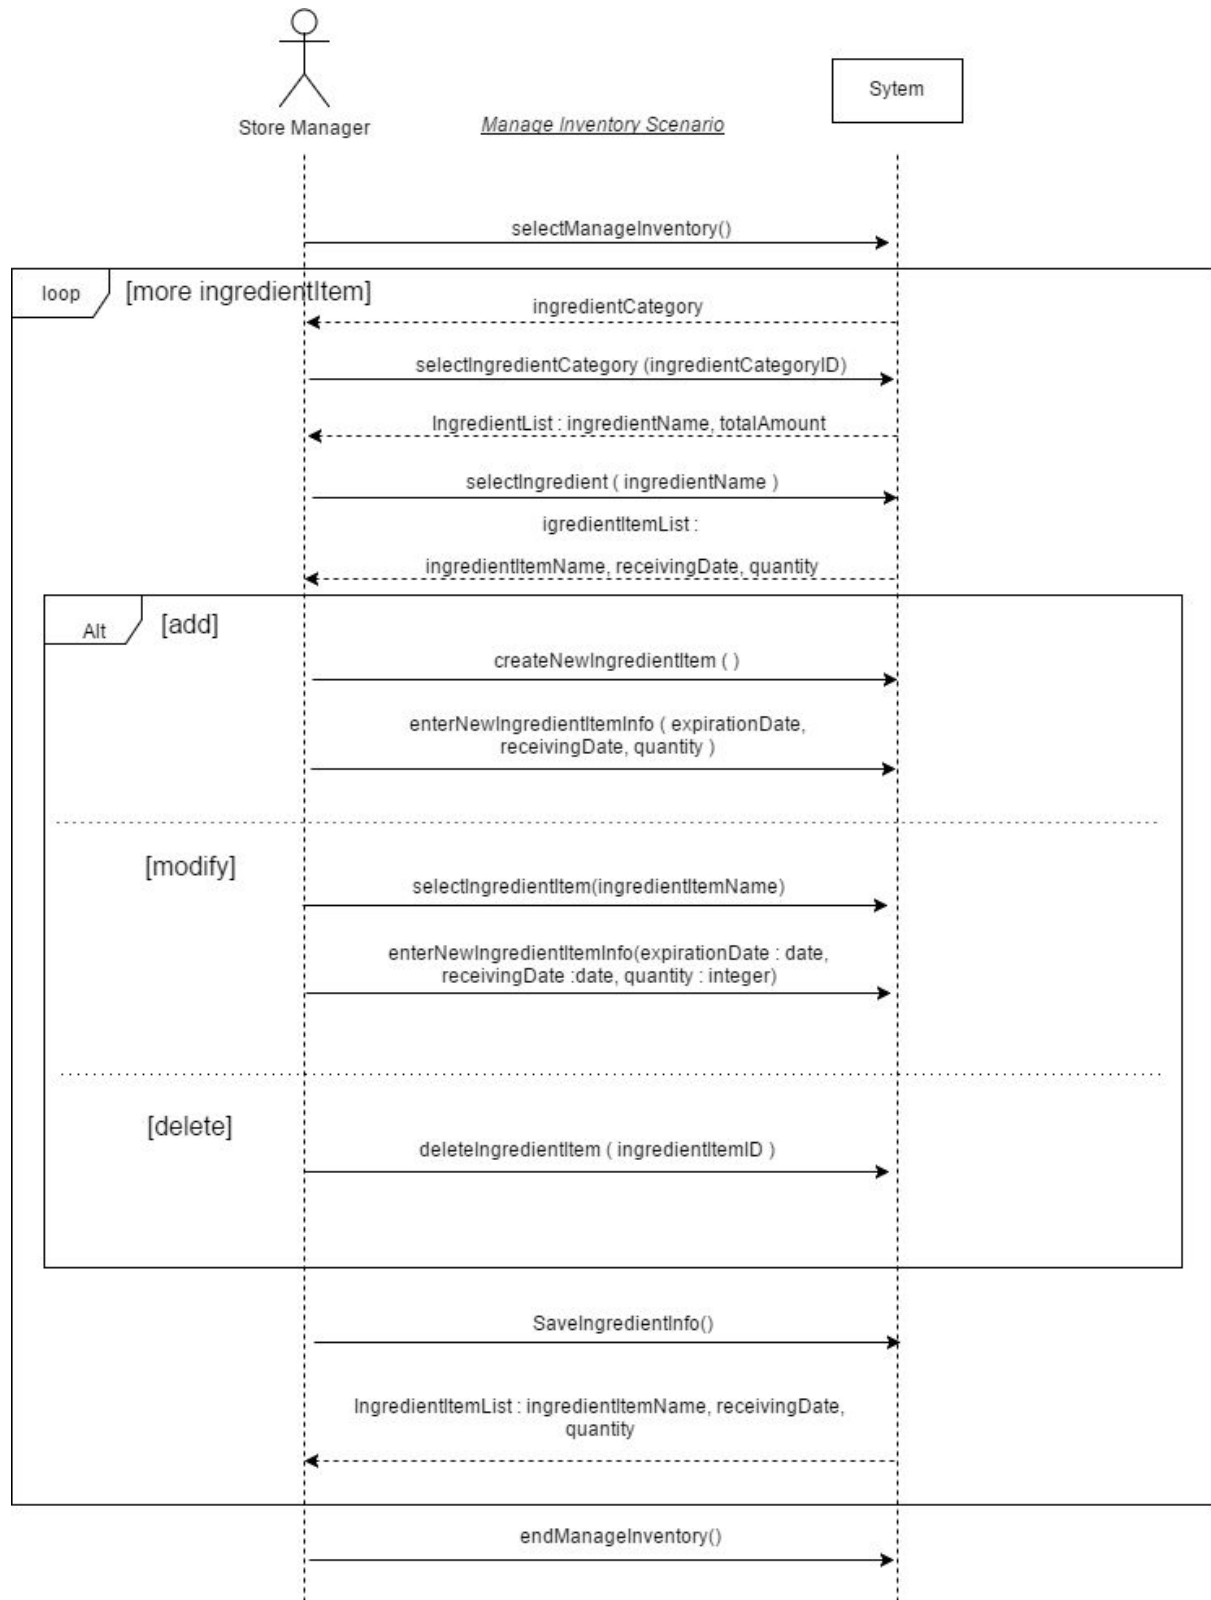 Sytem
Store Manager
Manage Inventory Scenario
selectManageInventory()
loop
[more ingredientItem]
ingredientCategory
selectIngredientCategory (ingredientCategoryID)
IngredientList : ingredientName, totalAmount
selectIngredient ( ingredientName )
igredientItemList :
ingredientItemName, receivingDate, quantity
Alt
[add]
createNewIngredientItem ( )
enterNewIngredientItemInfo ( expirationDate,
receivingDate, quantity )
[modify]
selectIngredientItem(ingredientItemName)
enterNewIngredientItemInfo(expirationDate : date,
receivingDate :date, quantity : integer)
[delete]
deleteIngredientItem ( ingredientItemID )
SaveIngredientInfo()
IngredientItemList : ingredientItemName, receivingDate,
quantity
endManageInventory()